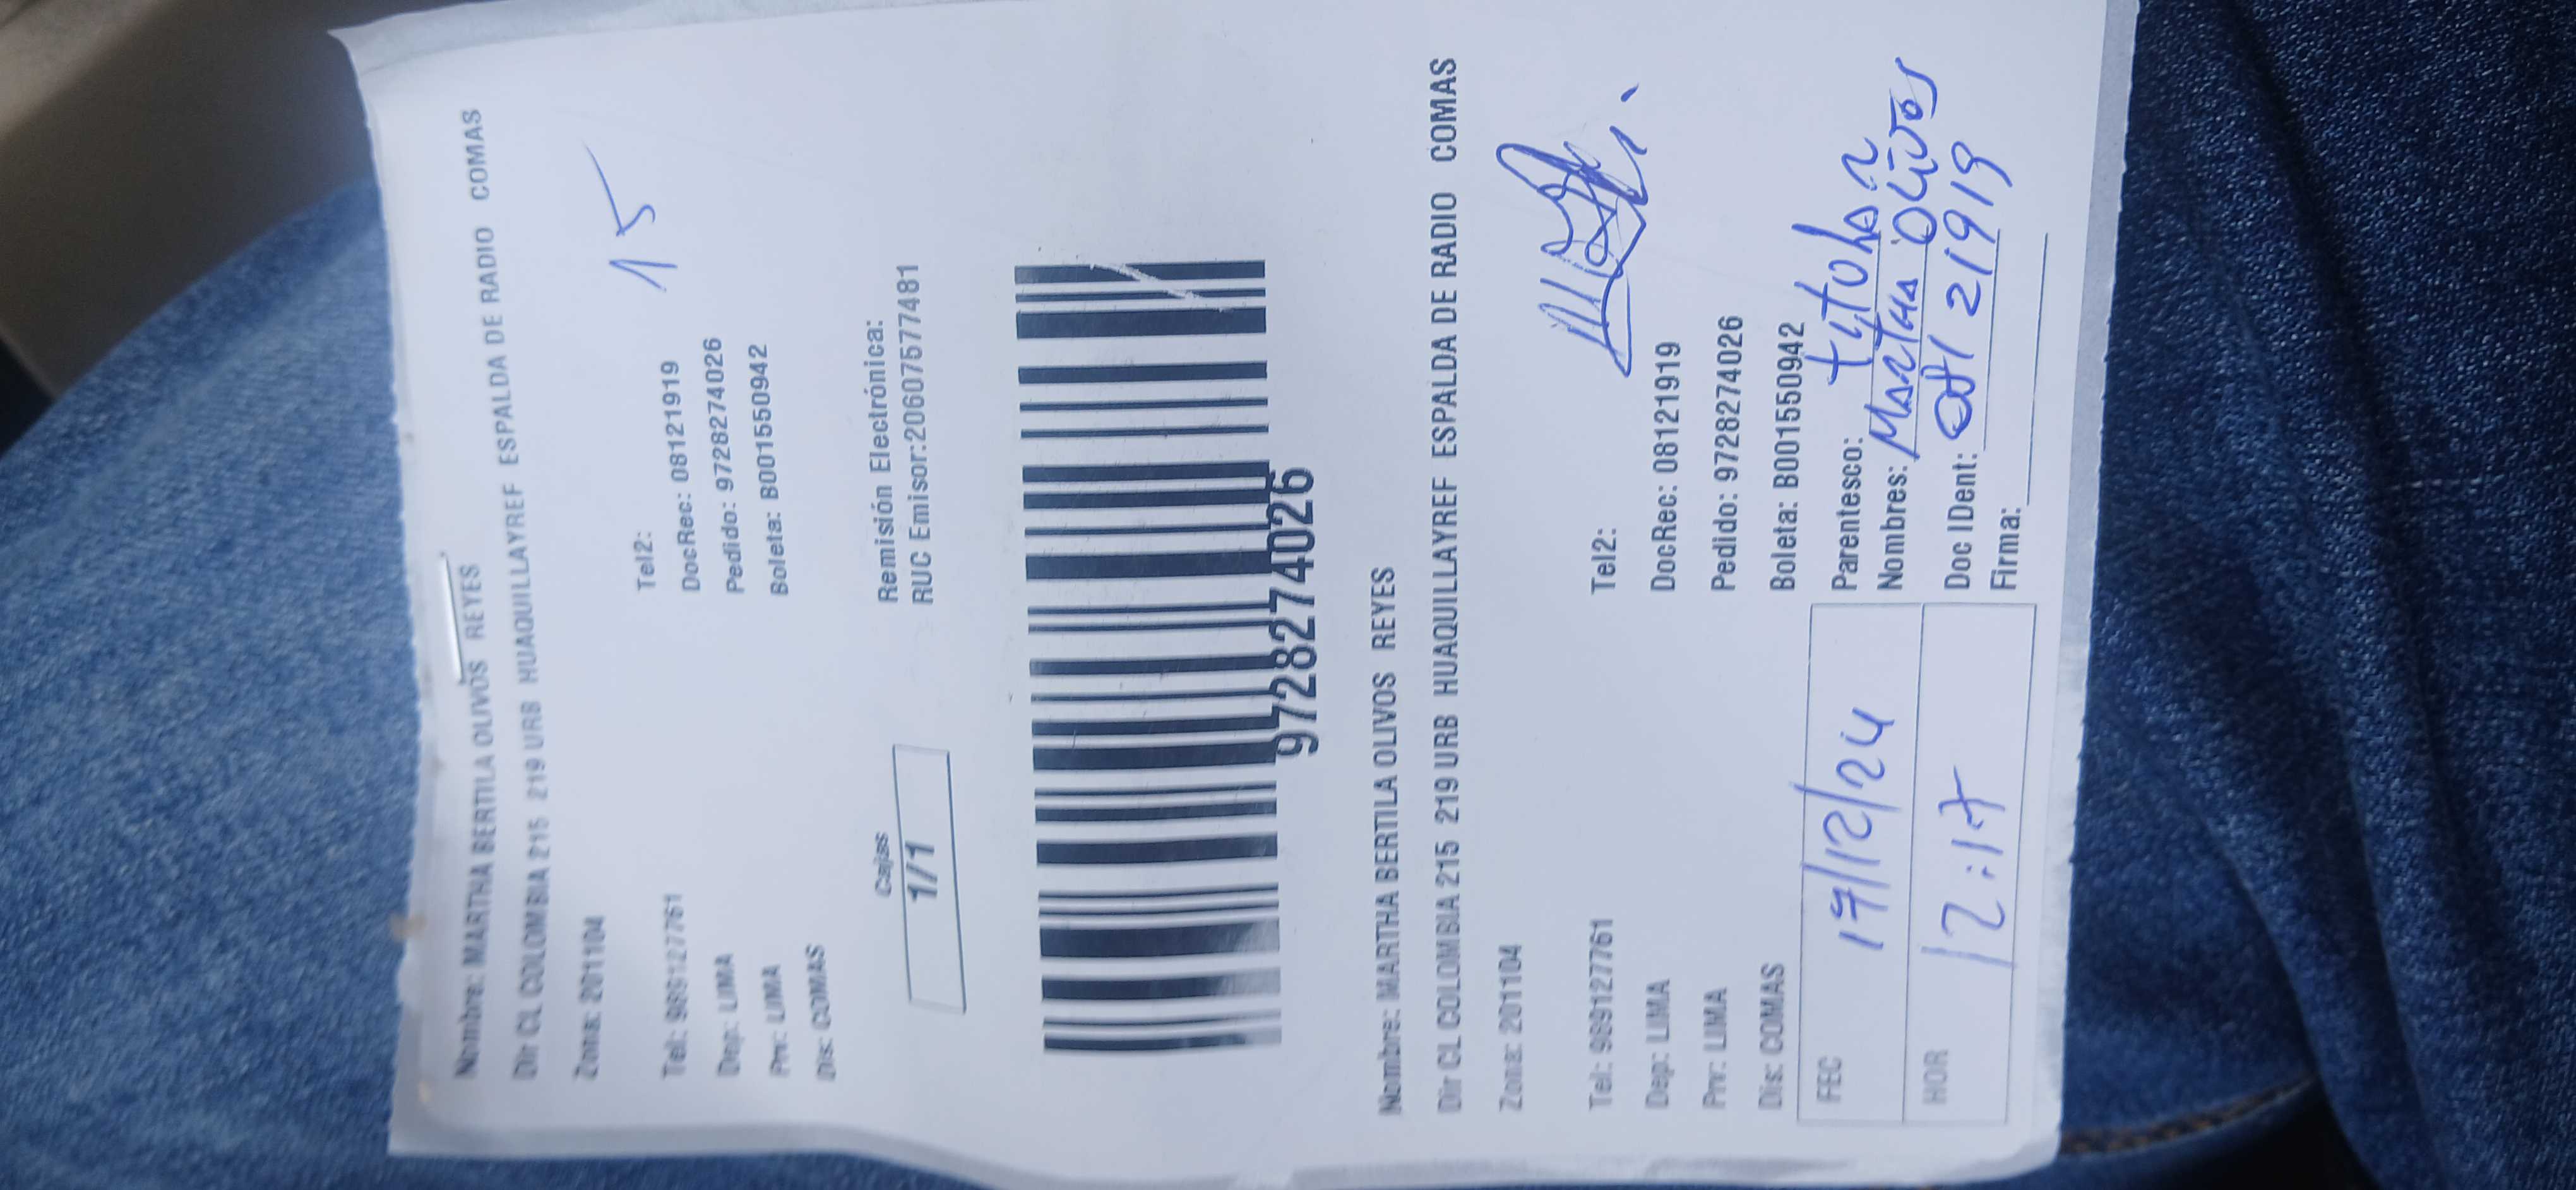 Nombre: MARTHA BERTILA OLIVOS REYES
Dir CL COLOMBIA 215 219 URB HUAQUILLAYREF ESPALDA DE RADIO COMAS
Zona: 201104
15
Tel: 989127761 Tel2:
Dep: LIMA DocRec: 08121919
Prv: LIMA Pedido: 9728274026
Dis: COMAS Boleta: B001550942
Cajas Remisión Electrónica:
1/1 RUC Emisor:20607577481
9728274026
Nombre: MARTHA BERTILA OLIVOS REYES
Dir CL COLOMBIA 215 219 URB HUAQUILLAYREF ESPALDA DE RADIO COMAS
Zona: 201104
Tel: 989127761 Tel2:
Dep: LIMA DocRec: 08121919
Prv: LIMA Pedido: 9728274026
Dis: COMAS Boleta: B001550942
FEC 17/12/24 Parentesco: titular
Nombres: Martha Olivos
HOR 12:17 Doc IDent: 08121919
Firma: